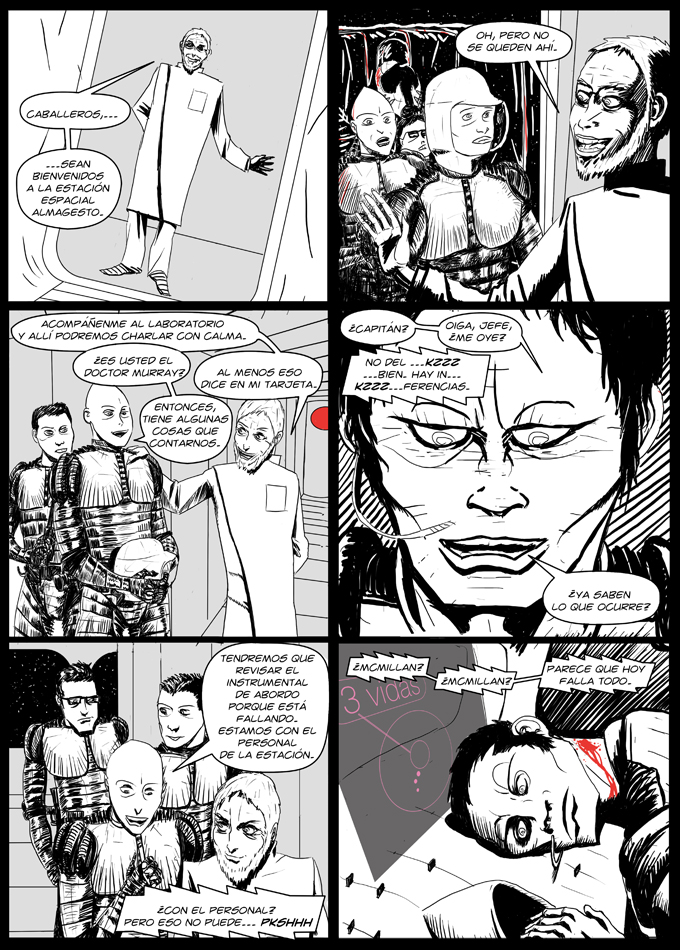 CABALLEROS,---
---SEAN
BIENVENIDOS
A LA ESTACIÓN
ESPACIAL
ALMAGESTO.
OH, PERO NO
SE QUEDEN AHÍ.
ACOMPÁÑENME AL LABORATORIO
Y ALLÍ PODREMOS CHARLAR CON CALMA.
¿ES USTED EL
DOCTOR MURRAY?
AL MENOS ESO
DICE EN MI TARJETA.
ENTONCES,
TIENE ALGUNAS
COSAS QUE
CONTARNOS.
¿CAPITÁN?
OIGA, JEFE,
¿ME OYE?
NO DEL ---KZZZ
---BIEN. HAY IN---
KZZZ---FERENCIAS.
¿YA SABEN
LO QUE OCURRE?
TENDREMOS QUE
REVISAR EL
INSTRUMENTAL
DE ABORDO
PORQUE ESTÁ
FALLANDO.
ESTAMOS CON EL
PERSONAL
DE LA ESTACIÓN.
¿CON EL PERSONAL?
PERO ESO NO PUEDE--- PKSHHH
¿MCMILLAN?
¿MCMILLAN?
PARECE QUE HOY
FALLA TODO.
3 vidas